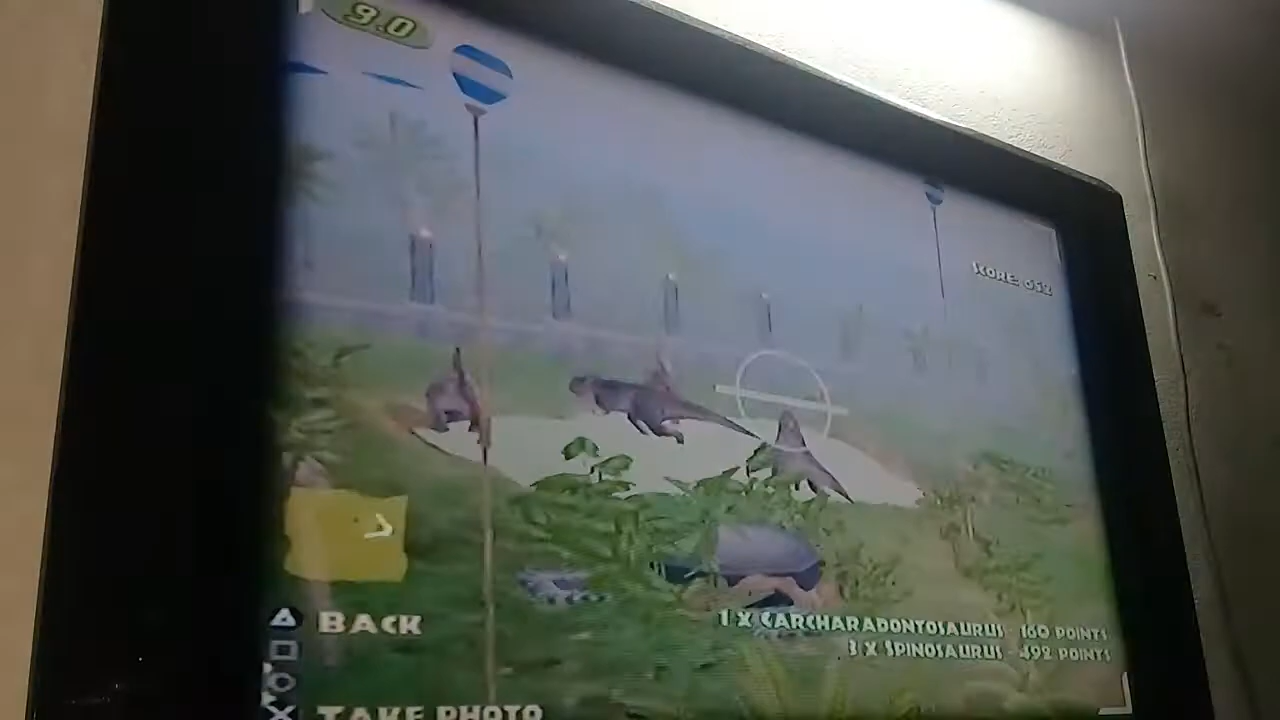 9.0
SCORE: 652
BACK
1 X CARCHARADONTOSAURUS 160 POINTS
3 X SPINOSAURUS 492 POINTS
TAKE PHOTO